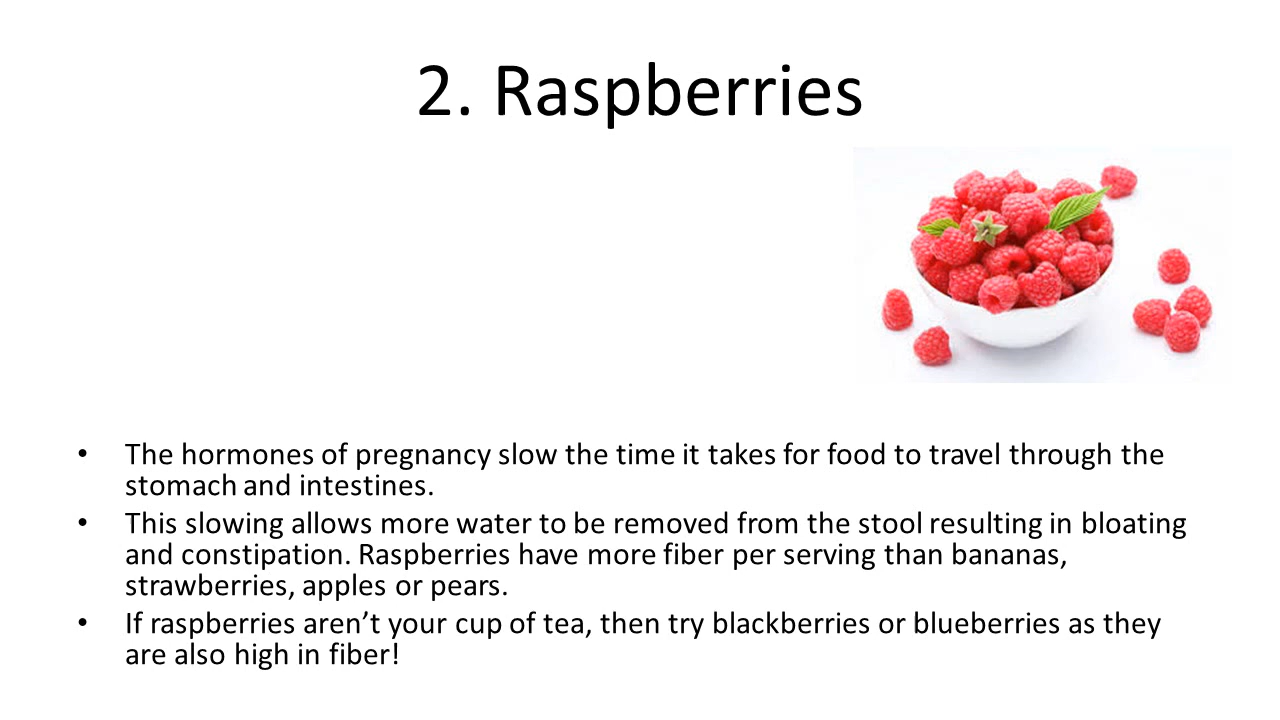 2. Raspberries
• The hormones of pregnancy slow the time it takes for food to travel through the
stomach and intestines.
• This slowing allows more water to be removed from the stool resulting in bloating
and constipation. Raspberries have more fiber per serving than bananas,
strawberries, apples or pears.
• If raspberries aren’t your cup of tea, then try blackberries or blueberries as they
are also high in fiber!